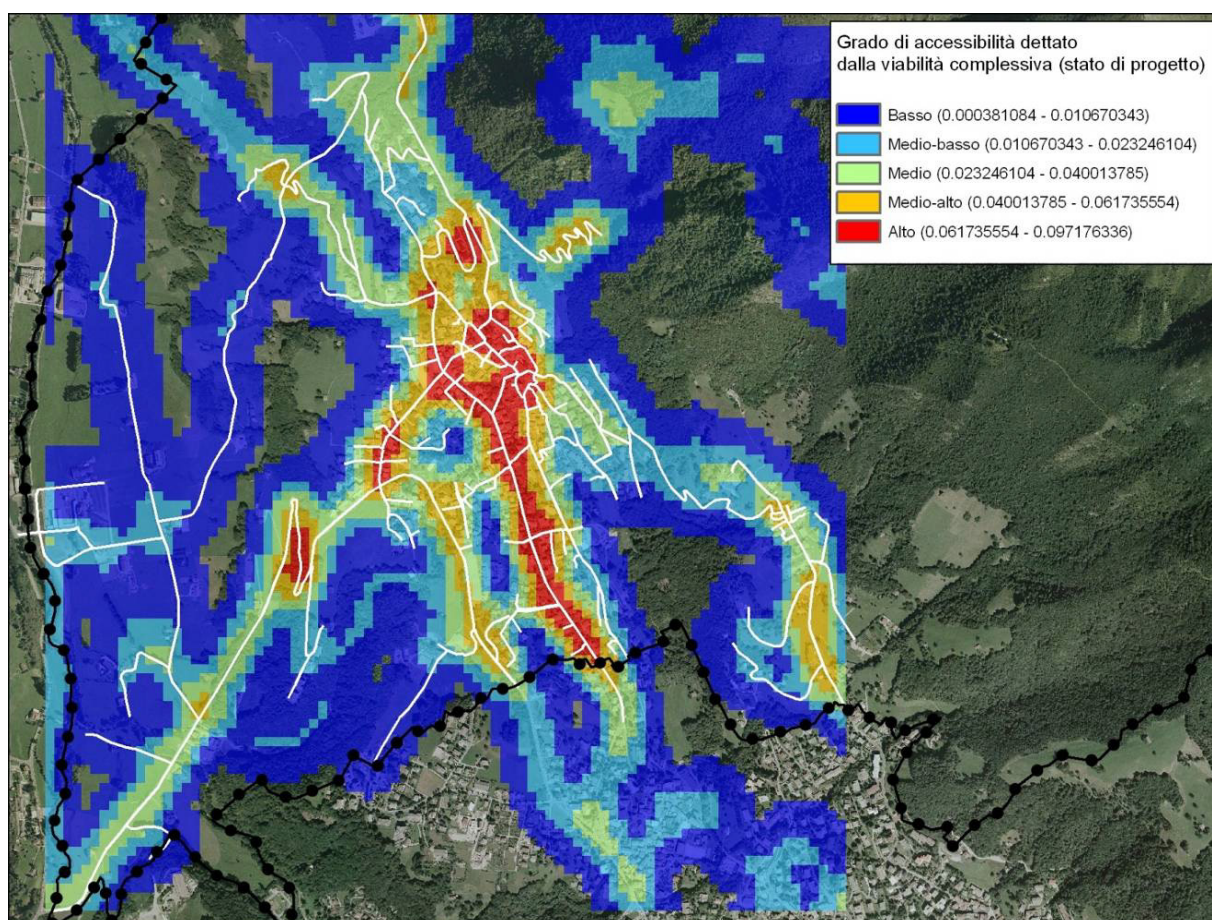 Grado di accessibilità dettato
dalla viabilità complessiva (stato di progetto)
Basso (0.000381084 - 0.010670343)
Medio-basso (0.010670343 - 0.023246104)
Medio (0.023246104 - 0.040013785)
Medio-alto (0.040013785 - 0.061735554)
Alto (0.061735554 - 0.097176336)